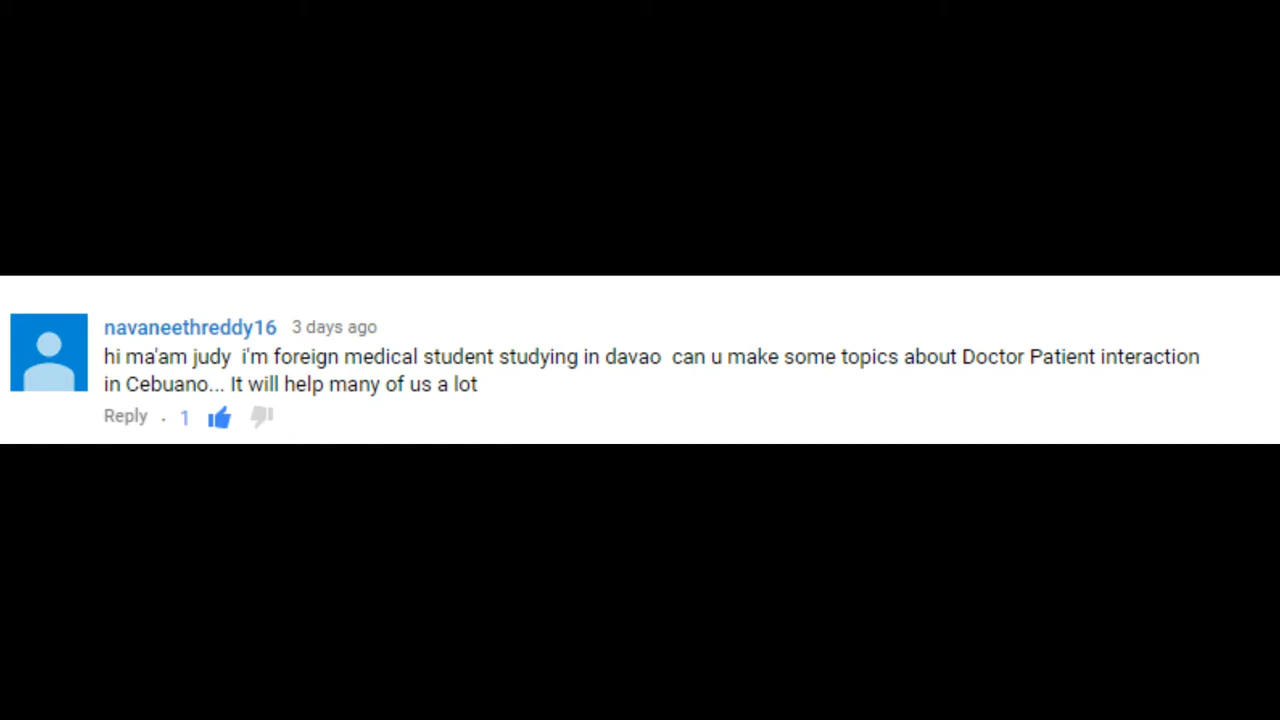 navaneethreddy16 3 days ago
hi ma'am judy  i'm foreign medical student studying in davao  can u make some topics about Doctor Patient interaction
in Cebuano... It will help many of us a lot
Reply . 1